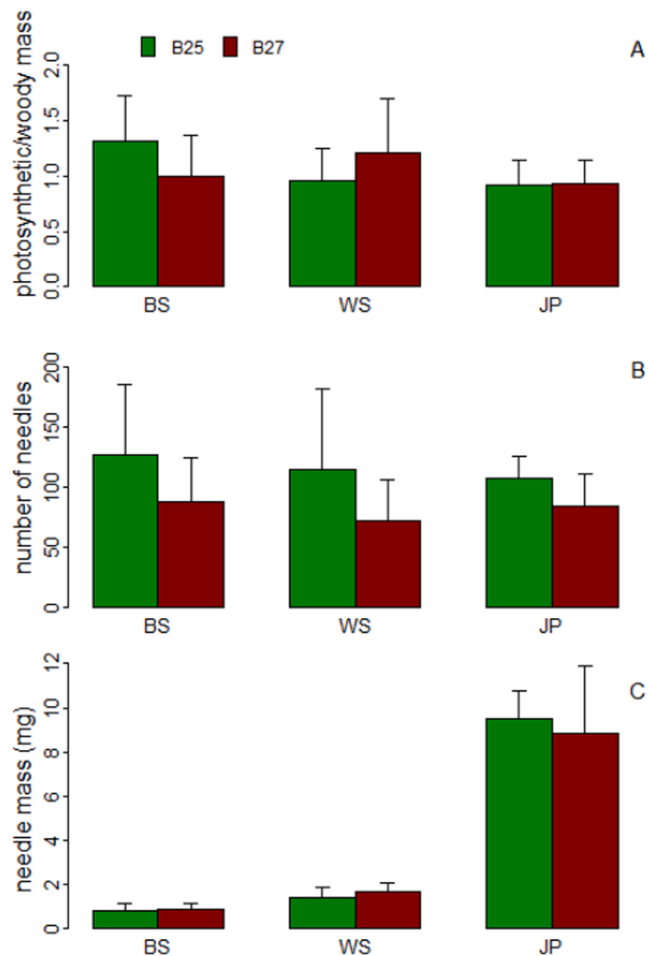 B25 B27
A
photosynthetic/woody mass
2.0
1.5
1.0
0.5
0.0
BS WS JP
B
number of needles
200
150
100
50
0
BS WS JP
C
needle mass (mg)
12
10
8
6
4
2
0
BS WS JP